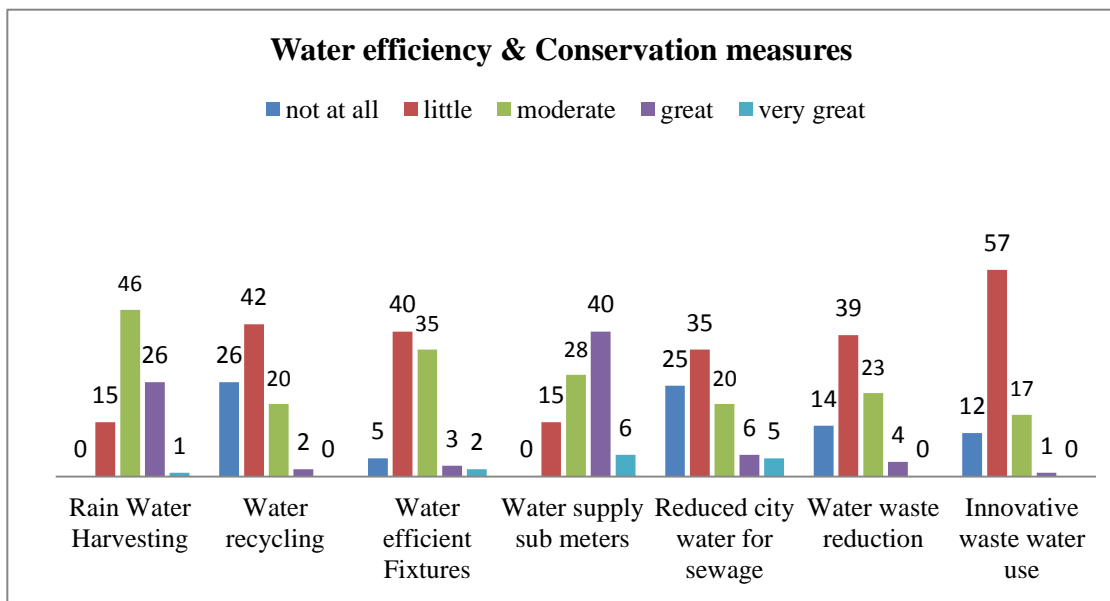 Water efficiency & Conservation measures
not at all little moderate great very great
0 15 46 26 1 26 42 20 2 0 5 40 35 3 2 0 15 28 40 6 25 35 20 6 5 14 39 23 4 0 12 57 17 1 0
Rain Water Harvesting
Water recycling
Water efficient Fixtures
Water supply sub meters
Reduced city water for sewage
Water waste reduction
Innovative waste water use